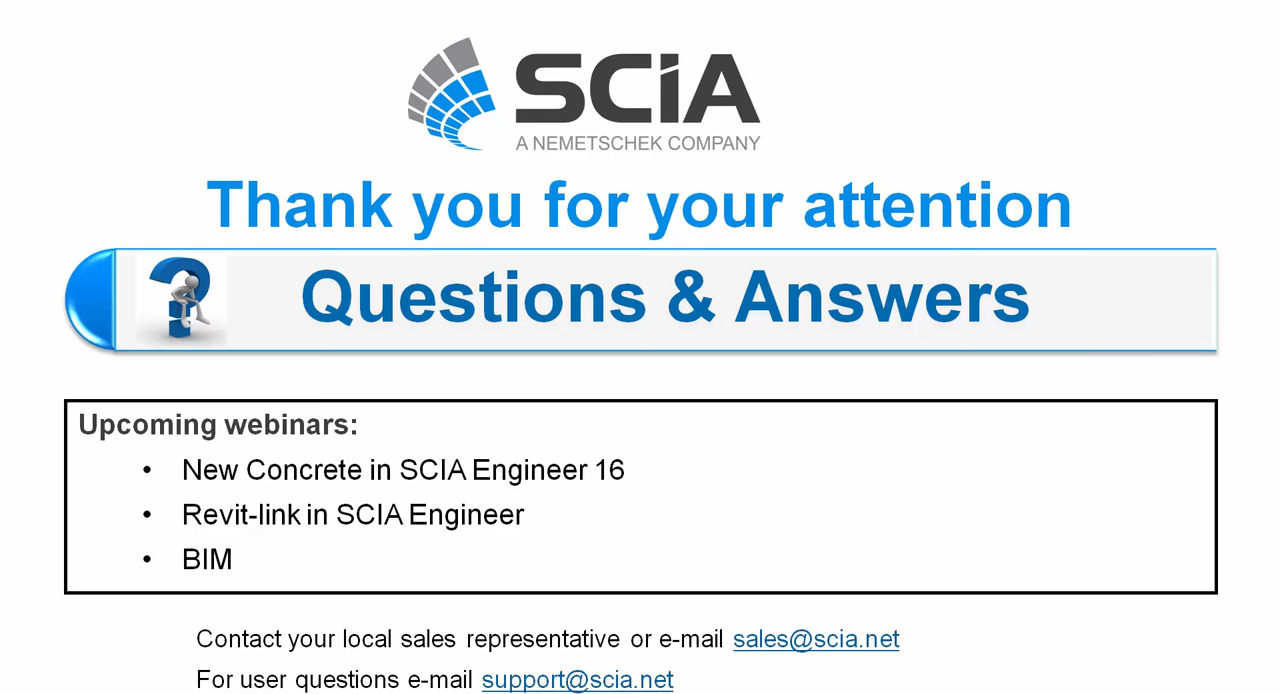 SCiA
A NEMETSCHEK COMPANY
Thank you for your attention
Questions & Answers
Upcoming webinars:
• New Concrete in SCIA Engineer 16
• Revit-link in SCIA Engineer
• BIM
Contact your local sales representative or e-mail sales@scia.net
For user questions e-mail support@scia.net